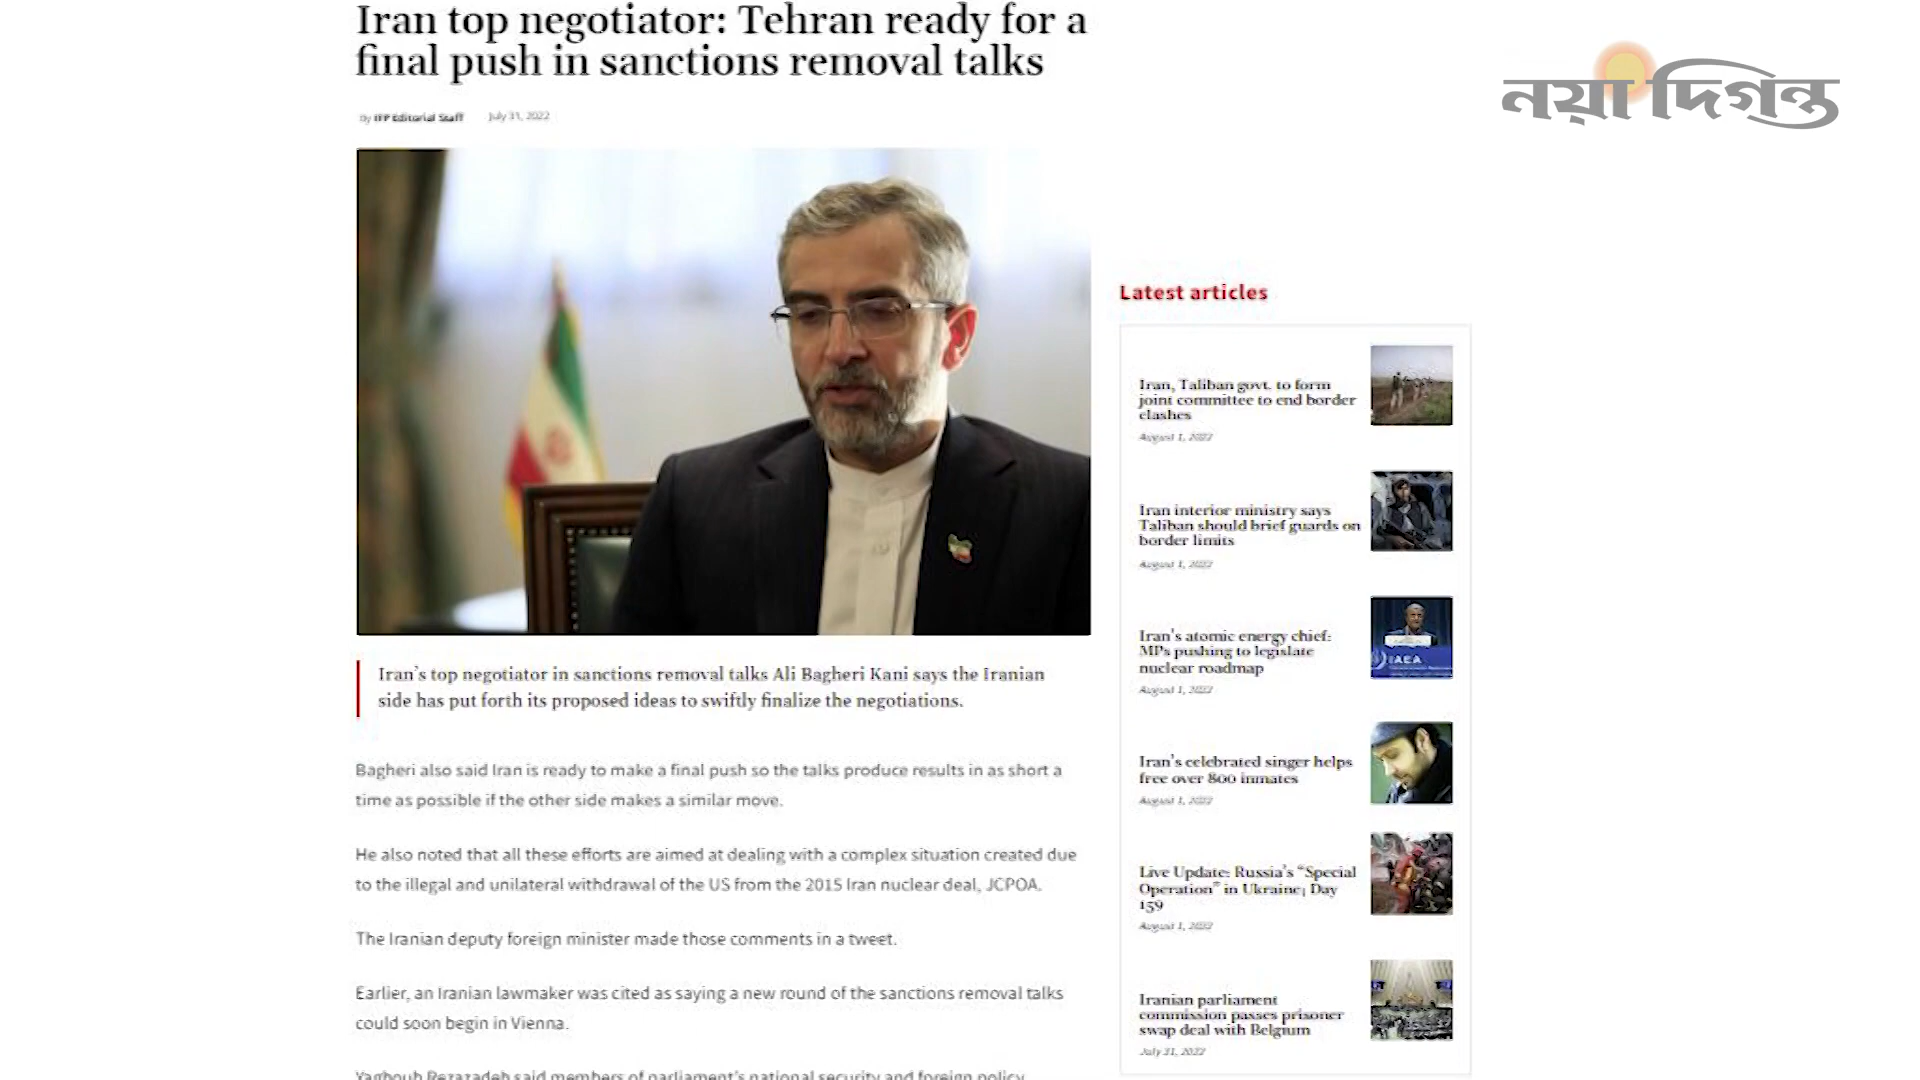 Iran top negotiator: Tehran ready for a
final push in sanctions removal talks
By IFP Editorial Staff July 31, 2022
নয়া দিগন্ত
Iran's top negotiator in sanctions removal talks Ali Bagheri Kani says the Iranian
side has put forth its proposed ideas to swiftly finalize the negotiations.
Bagheri also said Iran is ready to make a final push so the talks produce results in as short a
time as possible if the other side makes a similar move.
He also noted that all these efforts are aimed at dealing with a complex situation created due
to the illegal and unilateral withdrawal of the US from the 2015 Iran nuclear deal, JCPOA.
The Iranian deputy foreign minister made those comments in a tweet.
Earlier, an Iranian lawmaker was cited as saying a new round of the sanctions removal talks
could soon begin in Vienna.
Yaghoub Rezazadeh said members of parliament's national security and foreign policy
Latest articles
Iran, Taliban govt. to form
joint committee to end border
clashes
August 1, 2022
Iran interior ministry says
Taliban should brief guards on
border limits
August 1, 2022
Iran's atomic energy chief:
MPs pushing to legislate
nuclear roadmap
August 1, 2022
IAEA
Iran's celebrated singer helps
free over 800 inmates
August 1, 2022
Live Update: Russia's "Special
Operation" in Ukraine; Day
159
August 1, 2022
Iranian parliament
commission passes prisoner
swap deal with Belgium
July 31, 2022